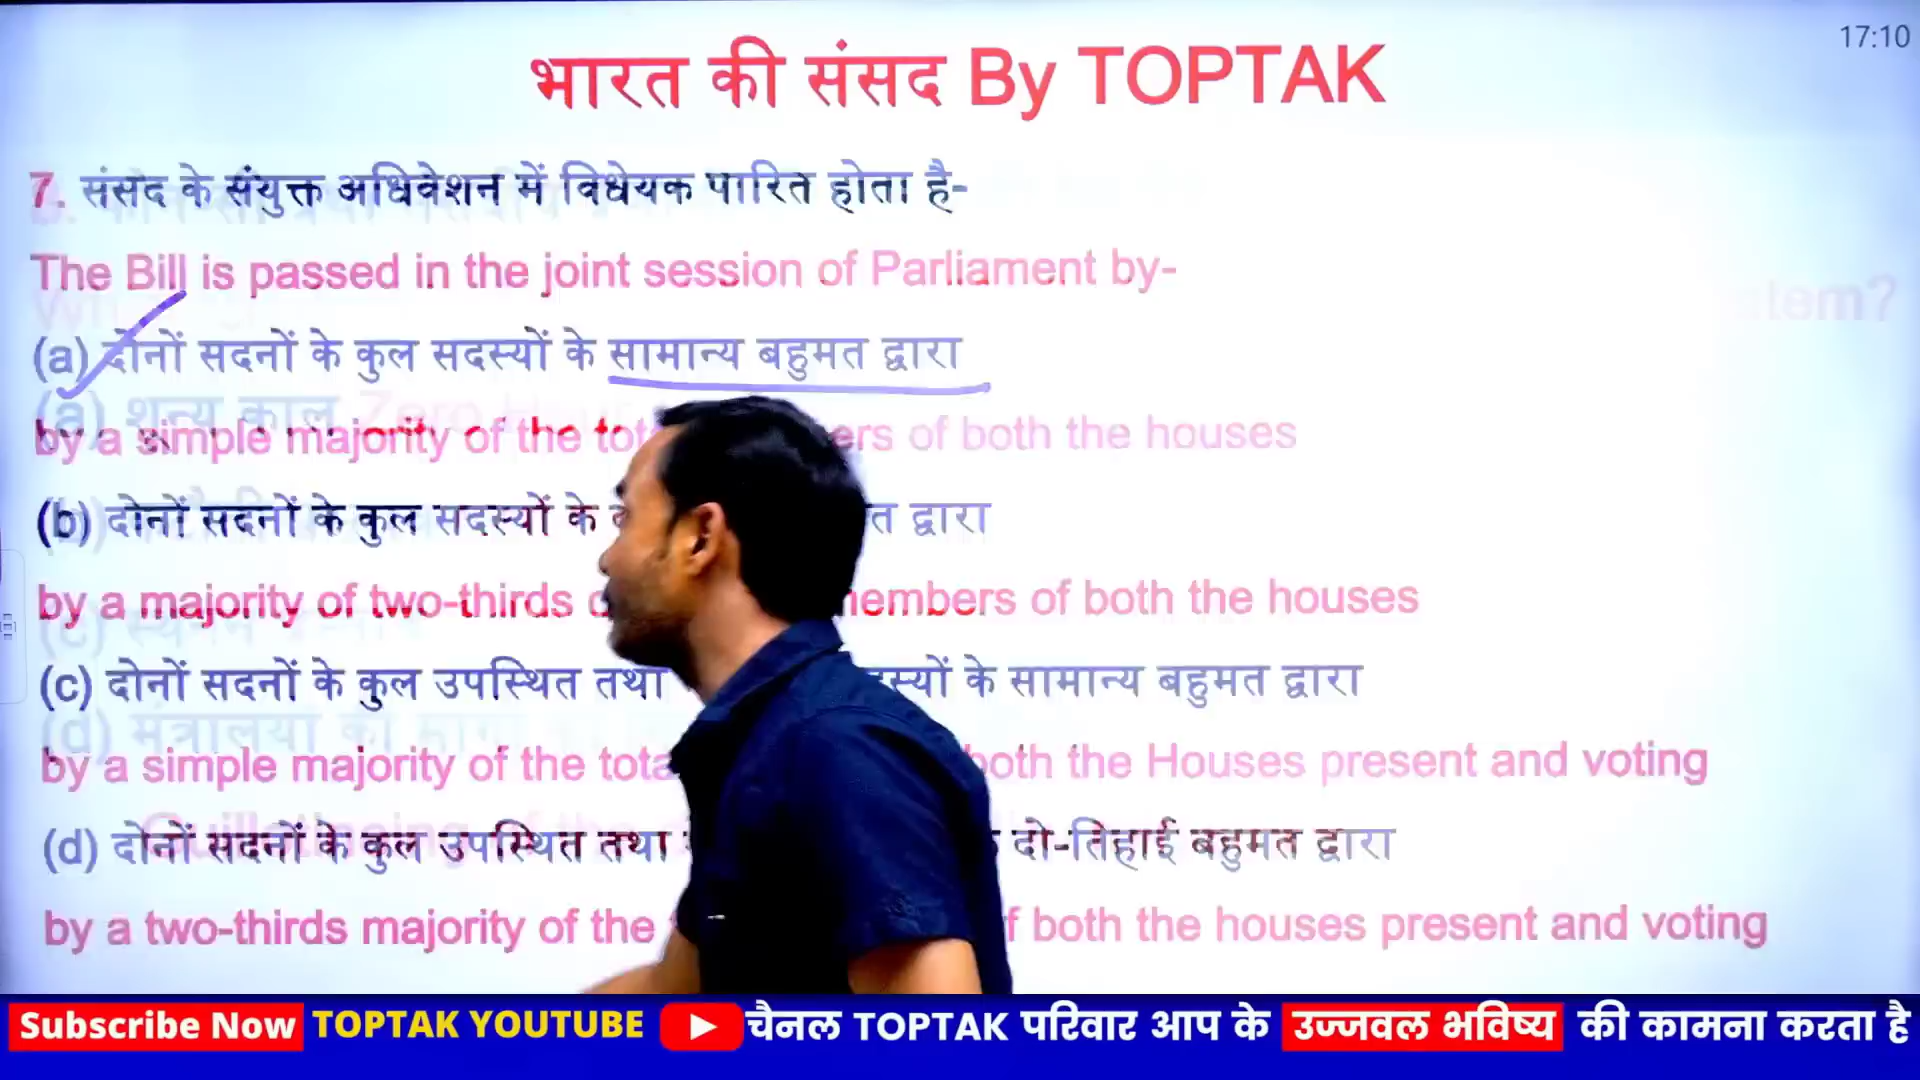 17:10
भारत की संसद By TOPTAK
7. संसद के संयुक्त अधिवेशन में विधेयक पारित होता है-
The Bill is passed in the joint session of Parliament by-
tem?
(a) दोनों सदनों के कुल सदस्यों के सामान्य बहुमत द्वारा
(a) शून्य काल Zero
by a simple majority of the tot ers of both the houses
(b) दोनों सदनों के कुल सदस्यों के त द्वारा
by a majority of two-thirds embers of both the houses
(c)
(c) दोनों सदनों के कुल उपस्थित तथा स्यों के सामान्य बहुमत द्वारा
(d) मंत्रालयों की
by a simple majority of the tota both the Houses present and voting
(d) दोनों सदनों के कुल उपस्थित तथा दो-तिहाई बहुमत द्वारा
by a two-thirds majority of the f both the houses present and voting
Subscribe Now TOPTAK YOUTUBE चैनल TOPTAK परिवार आप के उज्जवल भविष्य की कामना करता है